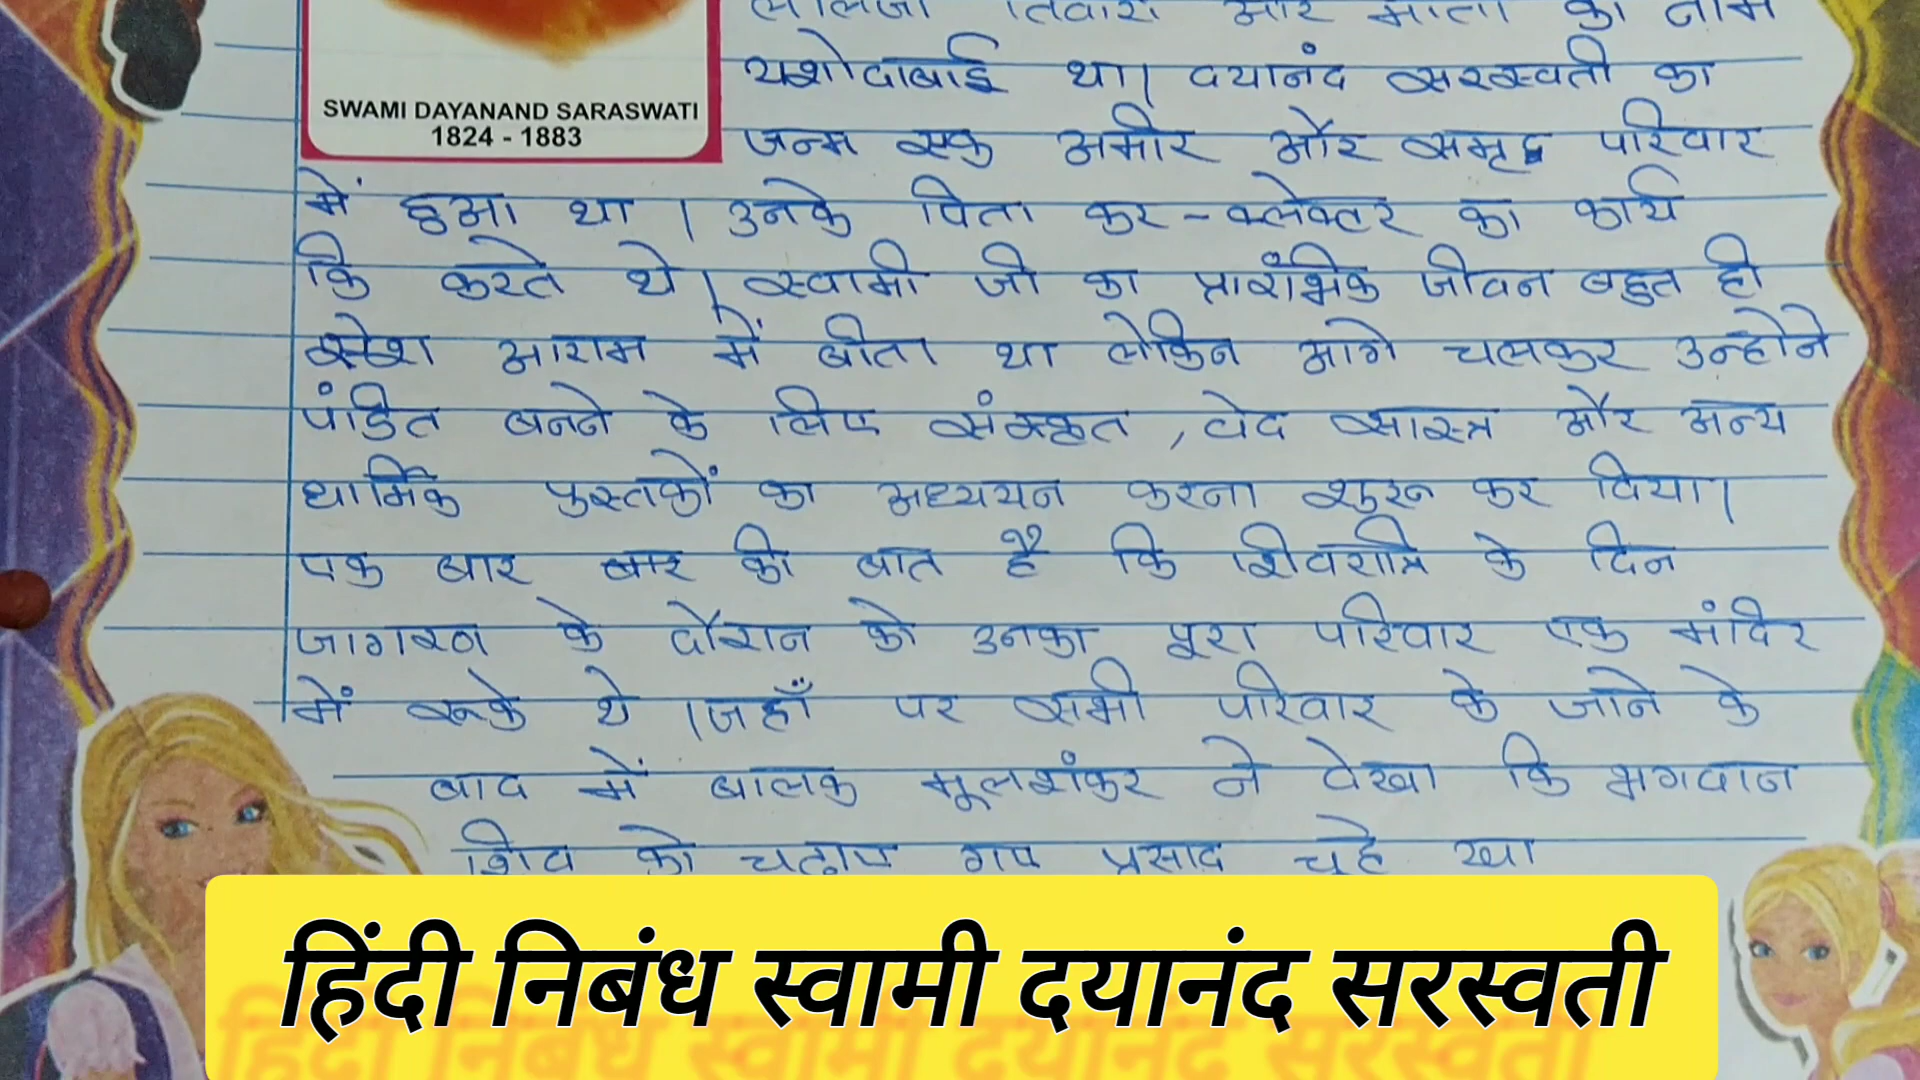 लालजी तिवारी और माता का नाम
यशोदाबाई था। दयानंद सरस्वती का
SWAMI DAYANAND SARASWATI
1824 - 1883
जन्म एक अमीर और समृद्ध परिवार
में हुआ था। उनके पिता कर-क्लेक्टर का कार्य
कि करते थे। स्वामी जी का प्रारंभिक जीवन बहुत ही
आराम में बीता था लेकिन आगे चलकर उन्होने
पंडित बनने के लिए संस्कृत, वेद सास्त्र और अन्य
धार्मिक पुस्तकों का अध्ययन करना शुरू कर दिया।
एक बार बार की बात है कि शिवरात्रि के दिन
जागरण के दौरान को उनका पूरा परिवार एक मंदिर
में रूके थे। जहाँ पर सभी परिवार के जाने के
बाद में बालक मूलशंकर ने देखा कि भगवान
शिव को चढ़ाए गए प्रसाद चूहे खा
हिंदी निबंध स्वामी दयानंद सरस्वती